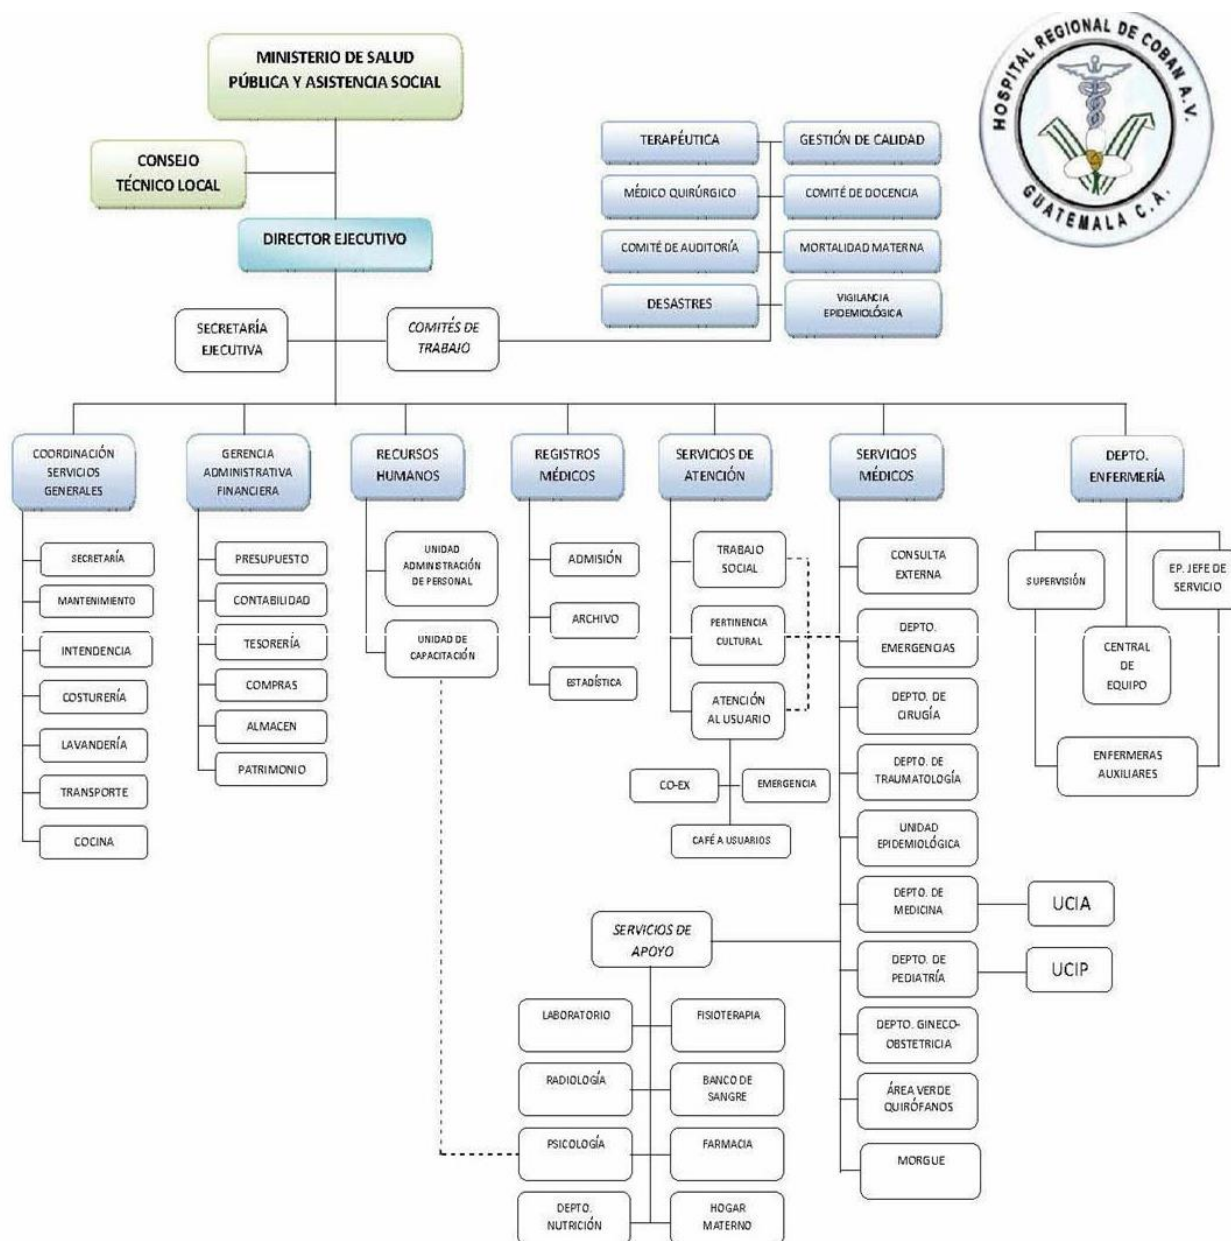 HOSPITAL REGIONAL DE COBAN A.V.
GUATEMALA C.A.
MINISTERIO DE SALUD
PÚBLICA Y ASISTENCIA SOCIAL
CONSEJO
TÉCNICO LOCAL
DIRECTOR EJECUTIVO
TERAPÉUTICA
GESTIÓN DE CALIDAD
MÉDICO QUIRÚRGICO
COMITÉ DE DOCENCIA
COMITÉ DE AUDITORÍA
MORTALIDAD MATERNA
DESASTRES
VIGILANCIA
EPIDEMIOLÓGICA
SECRETARÍA
EJECUTIVA
COMITÉS DE
TRABAJO
COORDINACIÓN
SERVICIOS
GENERALES
GERENCIA
ADMINISTRATIVA
FINANCIERA
RECURSOS
HUMANOS
REGISTROS
MÉDICOS
SERVICIOS DE
ATENCIÓN
SERVICIOS
MÉDICOS
DEPTO.
ENFERMERÍA
SECRETARÍA
MANTENIMIENTO
INTENDENCIA
COSTURERÍA
LAVANDERÍA
TRANSPORTE
COCINA
PRESUPUESTO
CONTABILIDAD
TESORERÍA
COMPRAS
ALMACEN
PATRIMONIO
UNIDAD
ADMINISTRACIÓN
DE PERSONAL
UNIDAD DE
CAPACITACIÓN
ADMISIÓN
ARCHIVO
ESTADÍSTICA
TRABAJO
SOCIAL
PERTINENCIA
CULTURAL
ATENCIÓN
AL USUARIO
CO-EX
EMERGENCIA
CAFÉ A USUARIOS
CONSULTA
EXTERNA
DEPTO.
EMERGENCIAS
DEPTO. DE
CIRUGÍA
DEPTO. DE
TRAUMATOLOGÍA
UNIDAD
EPIDEMIOLÓGICA
DEPTO. DE
MEDICINA
UCIA
DEPTO. DE
PEDIATRÍA
UCIP
DEPTO. GINECO-
OBSTETRICIA
ÁREA VERDE
QUIRÓFANOS
MORGUE
SUPERVISIÓN
EP. JEFE DE
SERVICIO
CENTRAL
DE
EQUIPO
ENFERMERAS
AUXILIARES
SERVICIOS DE
APOYO
LABORATORIO
FISIOTERAPIA
RADIOLOGÍA
BANCO DE
SANGRE
PSICOLOGÍA
FARMACIA
DEPTO.
NUTRICIÓN
HOGAR
MATERNO